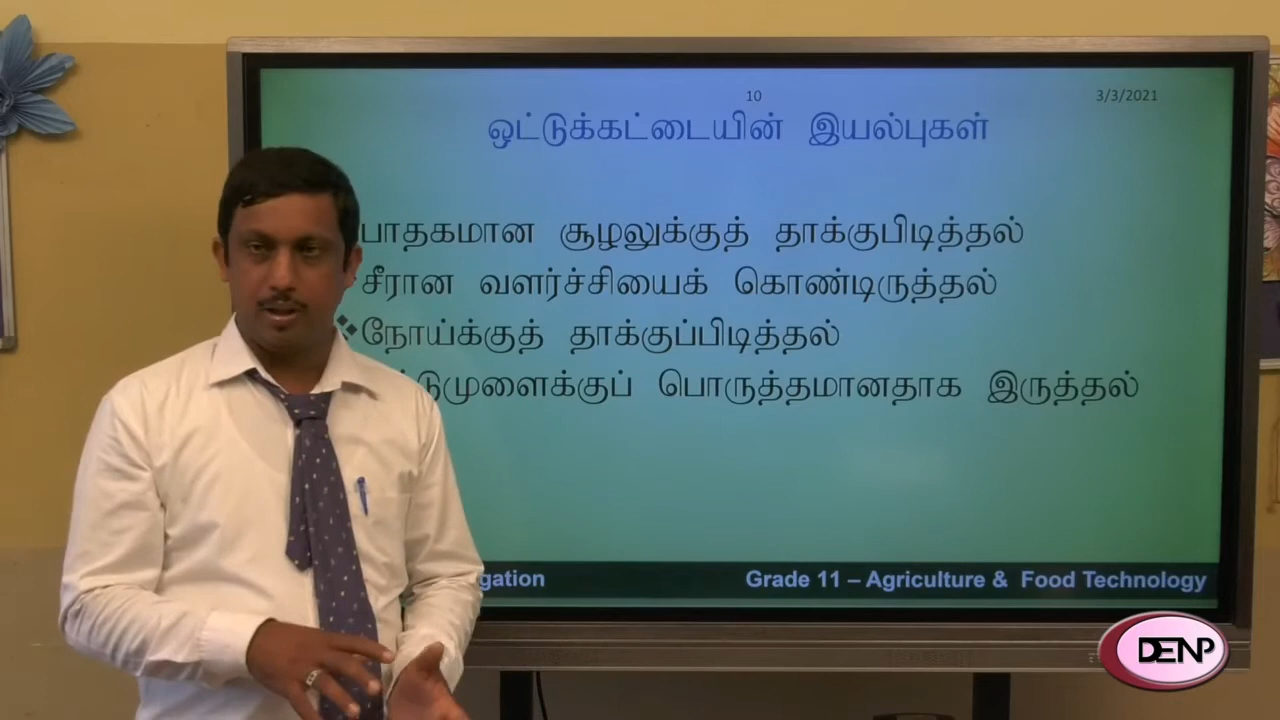 10
3/3/2021
ஒட்டுக்கட்டையின் இயல்புகள்
பாதகமான சூழலுக்குத் தாக்குபிடித்தல்
சீரான வளர்ச்சியைக் கொண்டிருத்தல்
❖நோய்க்குத் தாக்குப்பிடித்தல்
பொருத்தமானதாக இருத்தல்
Grade 11 – Agriculture & Food Technology
DENP